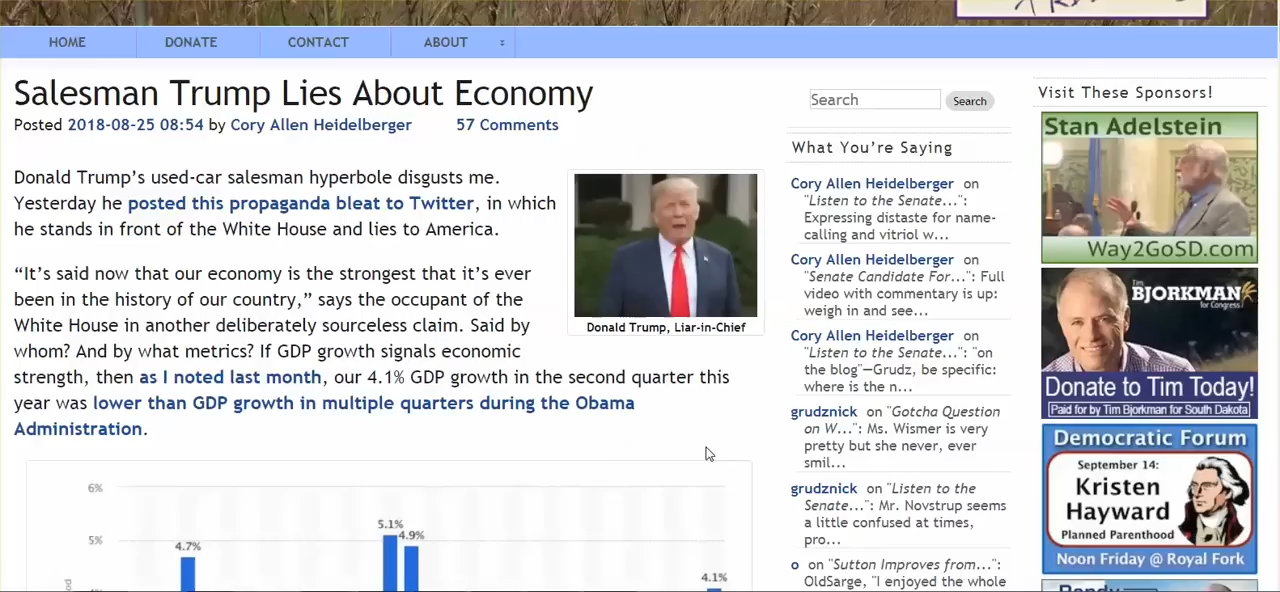 HOME
DONATE
CONTACT
ABOUT
Salesman Trump Lies About Economy
Posted 2018-08-25 08:54 by Cory Allen Heidelberger
57 Comments
Donald Trump’s used-car salesman hyperbole disgusts me.
Yesterday he posted this propaganda bleat to Twitter, in which
he stands in front of the White House and lies to America.
“It’s said now that our economy is the strongest that it’s ever
been in the history of our country,” says the occupant of the
White House in another deliberately sourceless claim. Said by
whom? And by what metrics? If GDP growth signals economic
strength, then as I noted last month, our 4.1% GDP growth in the second quarter this
year was lower than GDP growth in multiple quarters during the Obama
Administration.
Donald Trump, Liar-in-Chief
6%
5%
4.7%
5.1%
4.9%
4.1%
Search
Search
What You’re Saying
Cory Allen Heidelberger on
"Listen to the Senate...":
Expressing distaste for name-
calling and vitriol w...
Cory Allen Heidelberger on
"Senate Candidate For...": Full
video with commentary is up:
weigh in and see...
Cory Allen Heidelberger on
"Listen to the Senate...": "on
the blog"—Grudz, be specific:
where is the n...
grudznick on "Gotcha Question
on W...": Ms. Wismer is very
pretty but she never, ever
smil...
grudznick on "Listen to the
Senate...": Mr. Novstrup seems
a little confused at times,
pro...
o on "Sutton Improves from...":
OldSarge, "I enjoyed the whole
Visit These Sponsors!
Stan Adelstein
Way2GoSD.com
Tim
BJORKMAN
for Congress
Donate to Tim Today!
Paid for by Tim Bjorkman for South Dakota
Democratic Forum
September 14:
Kristen
Hayward
Planned Parenthood
Noon Friday @ Royal Fork